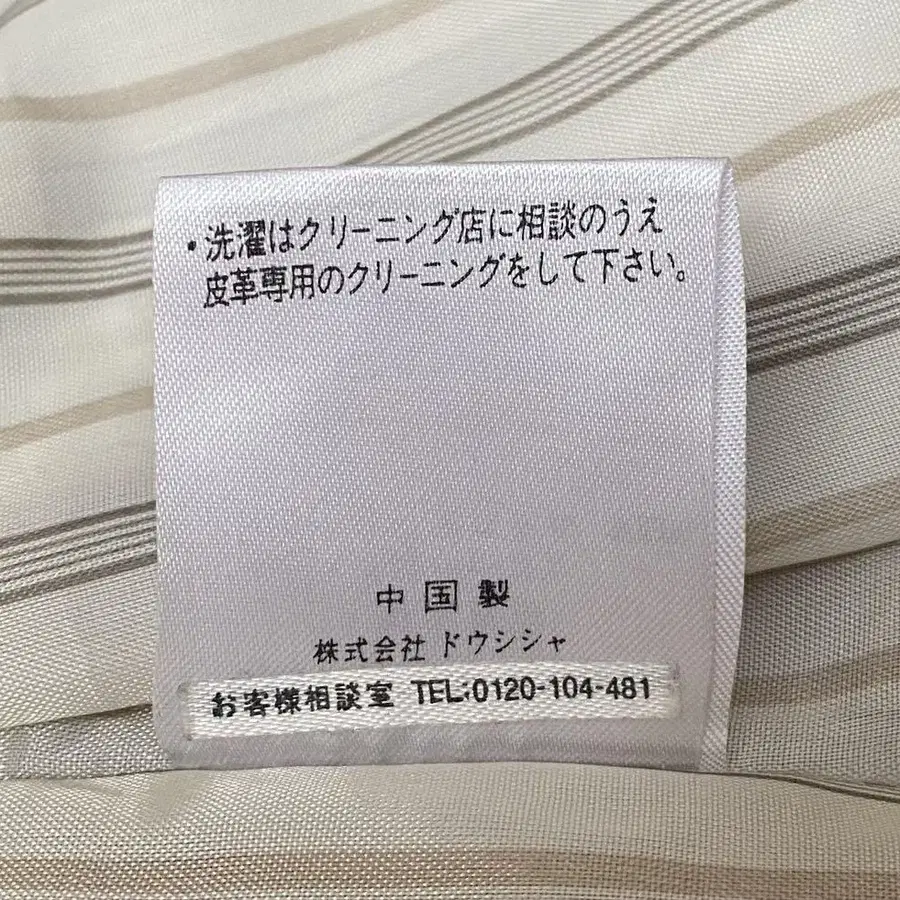 ・洗濯はクリーニング店に相談のうえ
皮革専用のクリーニングをして下さい。
中国製
株式会社 ドウシシャ
お客様相談室 TEL:0120-104-481